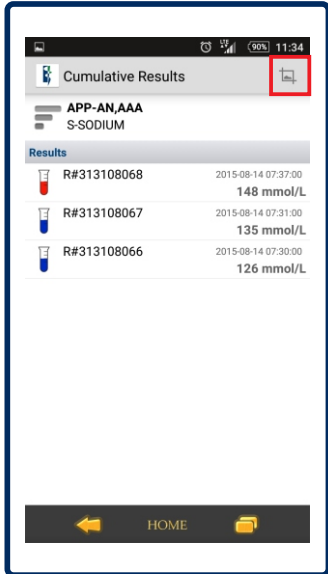 LTE 90% 11:34
Cumulative Results
APP-AN,AAA
S-SODIUM
Results
R#313108068 2015-08-14 07:37:00
148 mmol/L
R#313108067 2015-08-14 07:31:00
135 mmol/L
R#313108066 2015-08-14 07:30:00
126 mmol/L
HOME